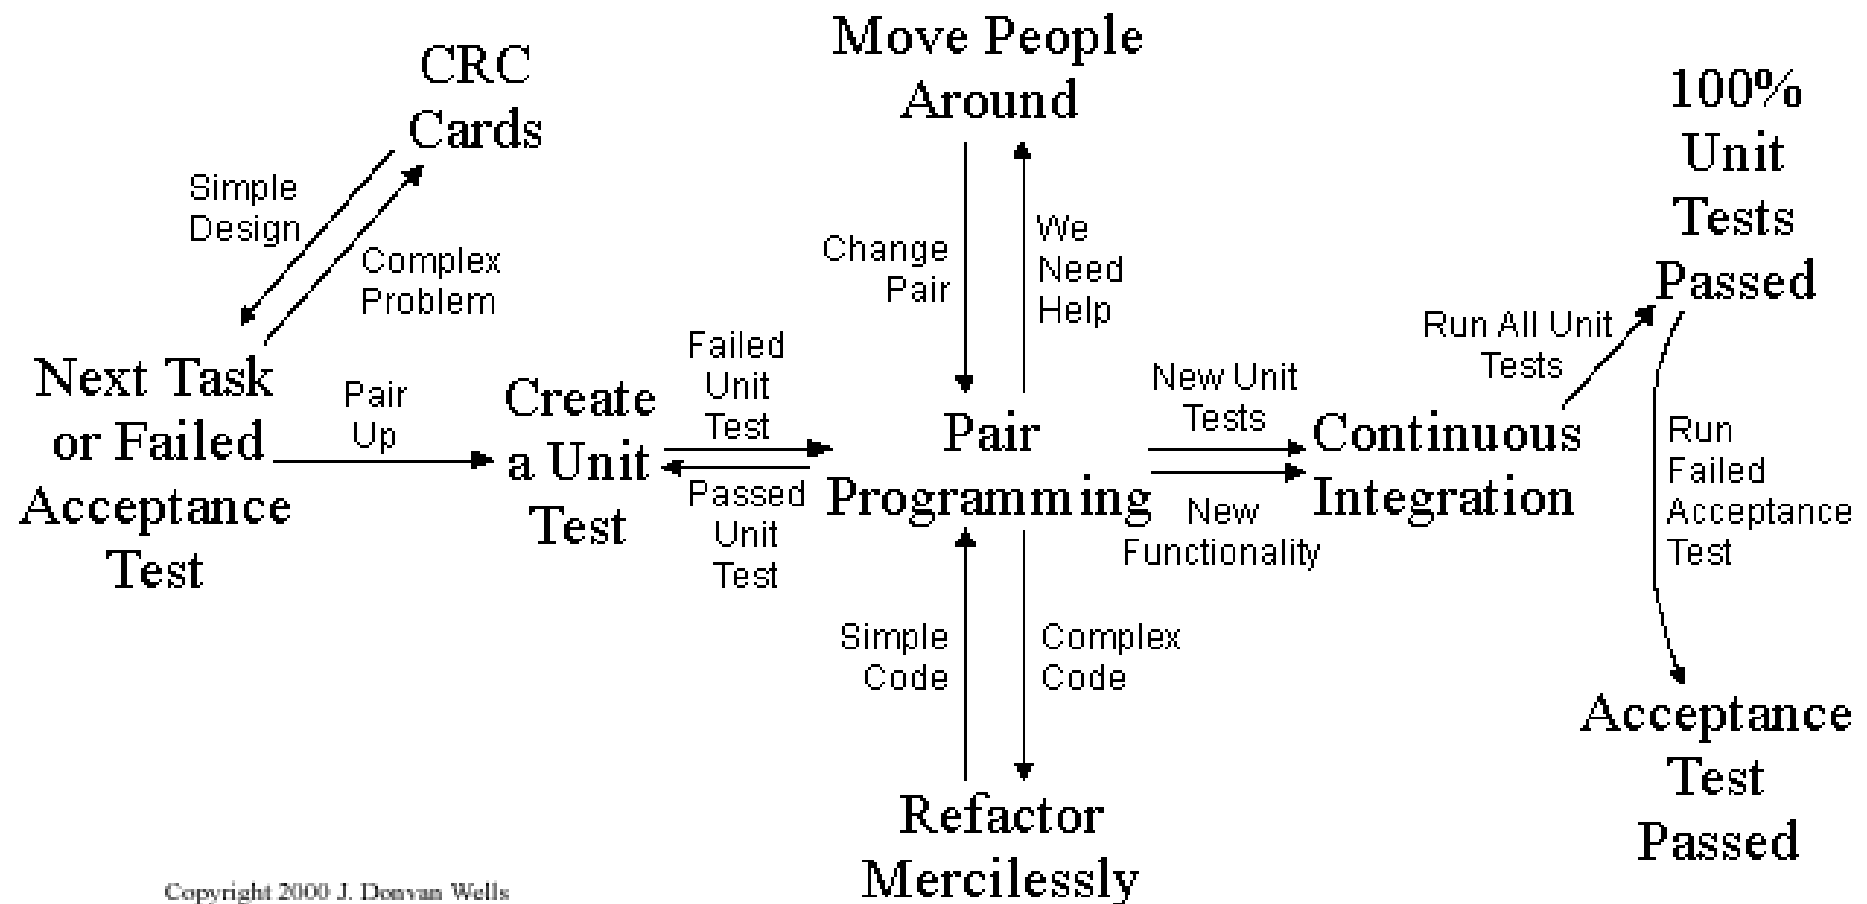 CRC
Cards
Simple
Design
Complex
Problem
Next Task
or Failed
Acceptance
Test
Pair
Up
Create
a Unit
Test
Failed
Unit
Test
Passed
Unit
Test
Move People
Around
Change
Pair
We
Need
Help
Pair
Programming
Simple
Code
Complex
Code
Refactor
Mercilessly
New Unit
Tests
New
Functionality
Continuous
Integration
Run All Unit
Tests
100%
Unit
Tests
Passed
Run
Failed
Acceptance
Test
Acceptance
Test
Passed
Copyright 2000 J. Donvan Wells